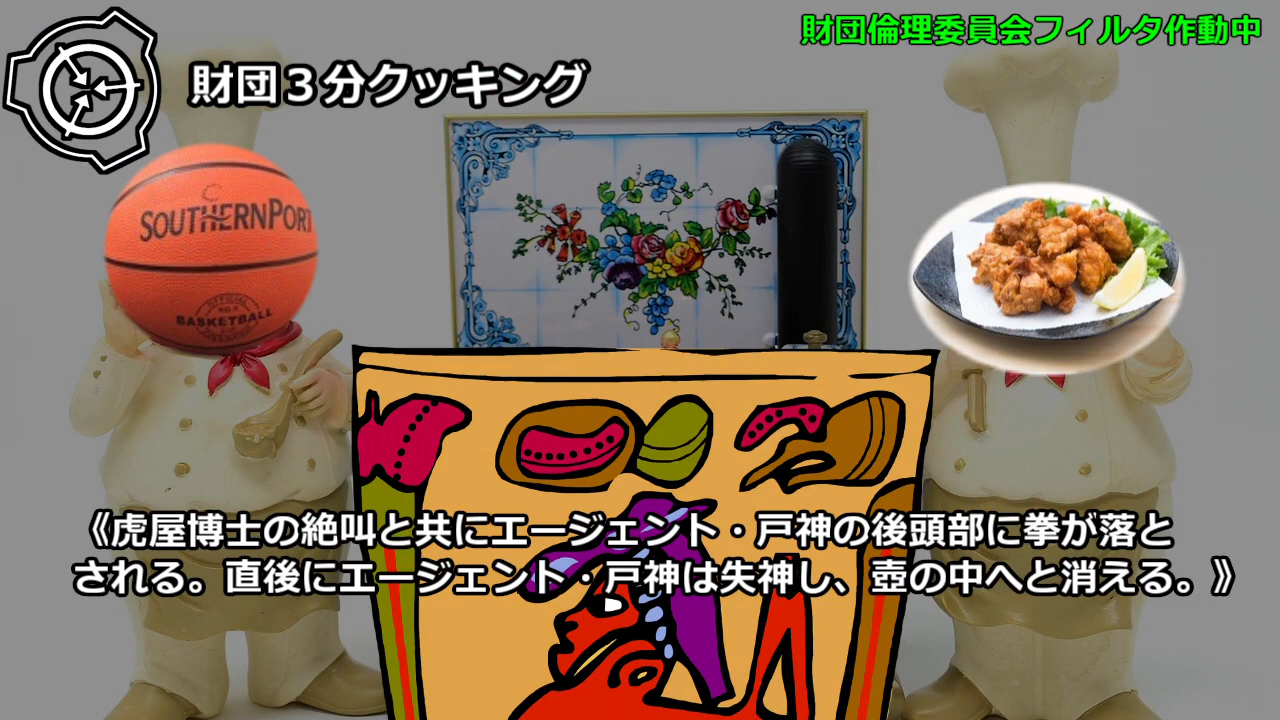 財団倫理委員会フィルタ作動中
財団３分クッキング
SOUTHERNPORT
OFFICIAL
BASKETBALL
《虎屋博士の絶叫と共にエージェント・戸神の後頭部に拳が落と
される。直後にエージェント・戸神は失神し、壺の中へと消える。》